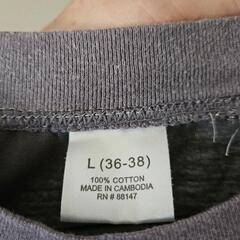 L (36-38)
100% COTTON
MADE IN CAMBODIA
RN # 88147